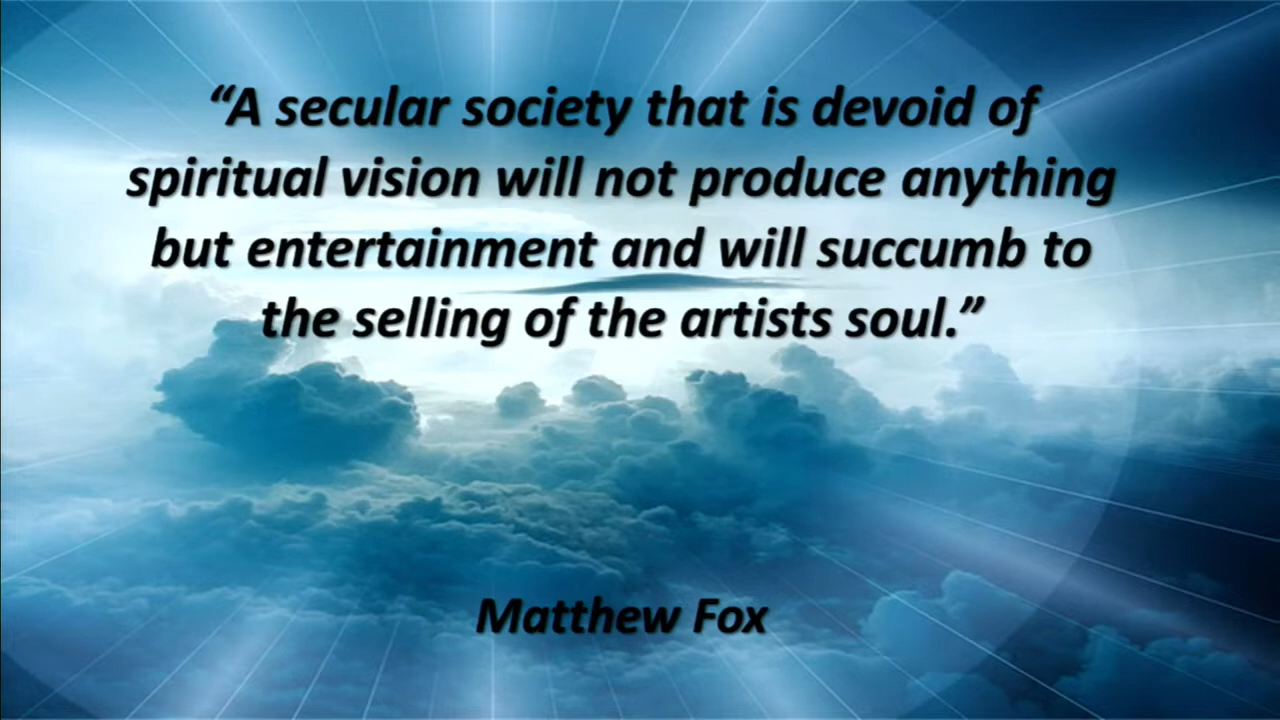 “A secular society that is devoid of
spiritual vision will not produce anything
but entertainment and will succumb to
the selling of the artists soul.”
Matthew Fox